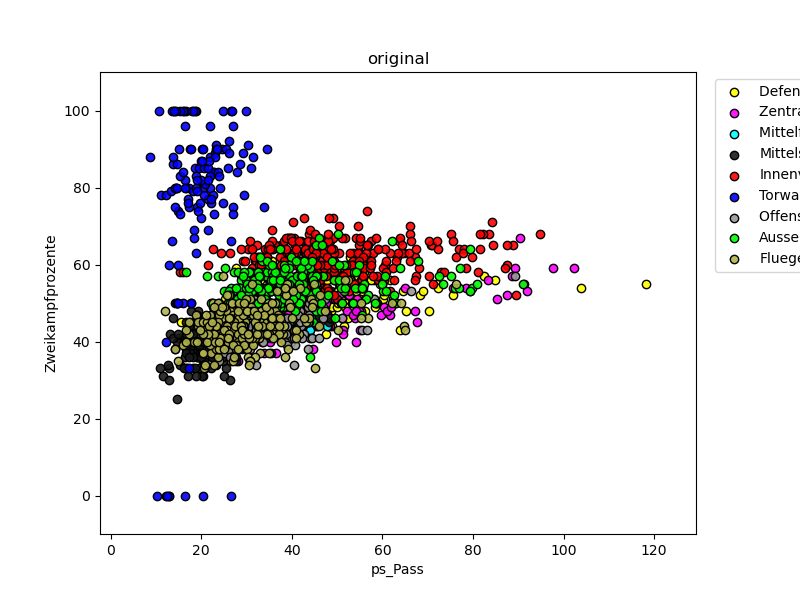 original
100
80
60
40
20
0
Zweikampfprozente
0 20 40 60 80 100 120
ps_Pass
Defen
Zentra
Mittelf
Mittels
Innenv
Torwa
Offens
Ausse
Fluege